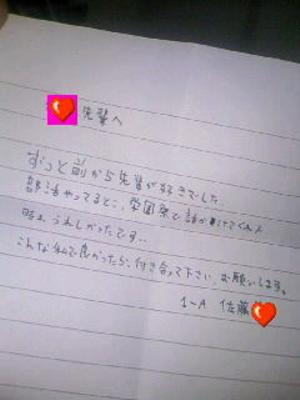 先輩へ
ずっと前から先輩が好きでした。
部活やってるとこ、学園祭で話かけてくれた
時も、うれしかったです。
こんな私で良かったら、付き合って下さい。お願いします。
1-A 佐藤